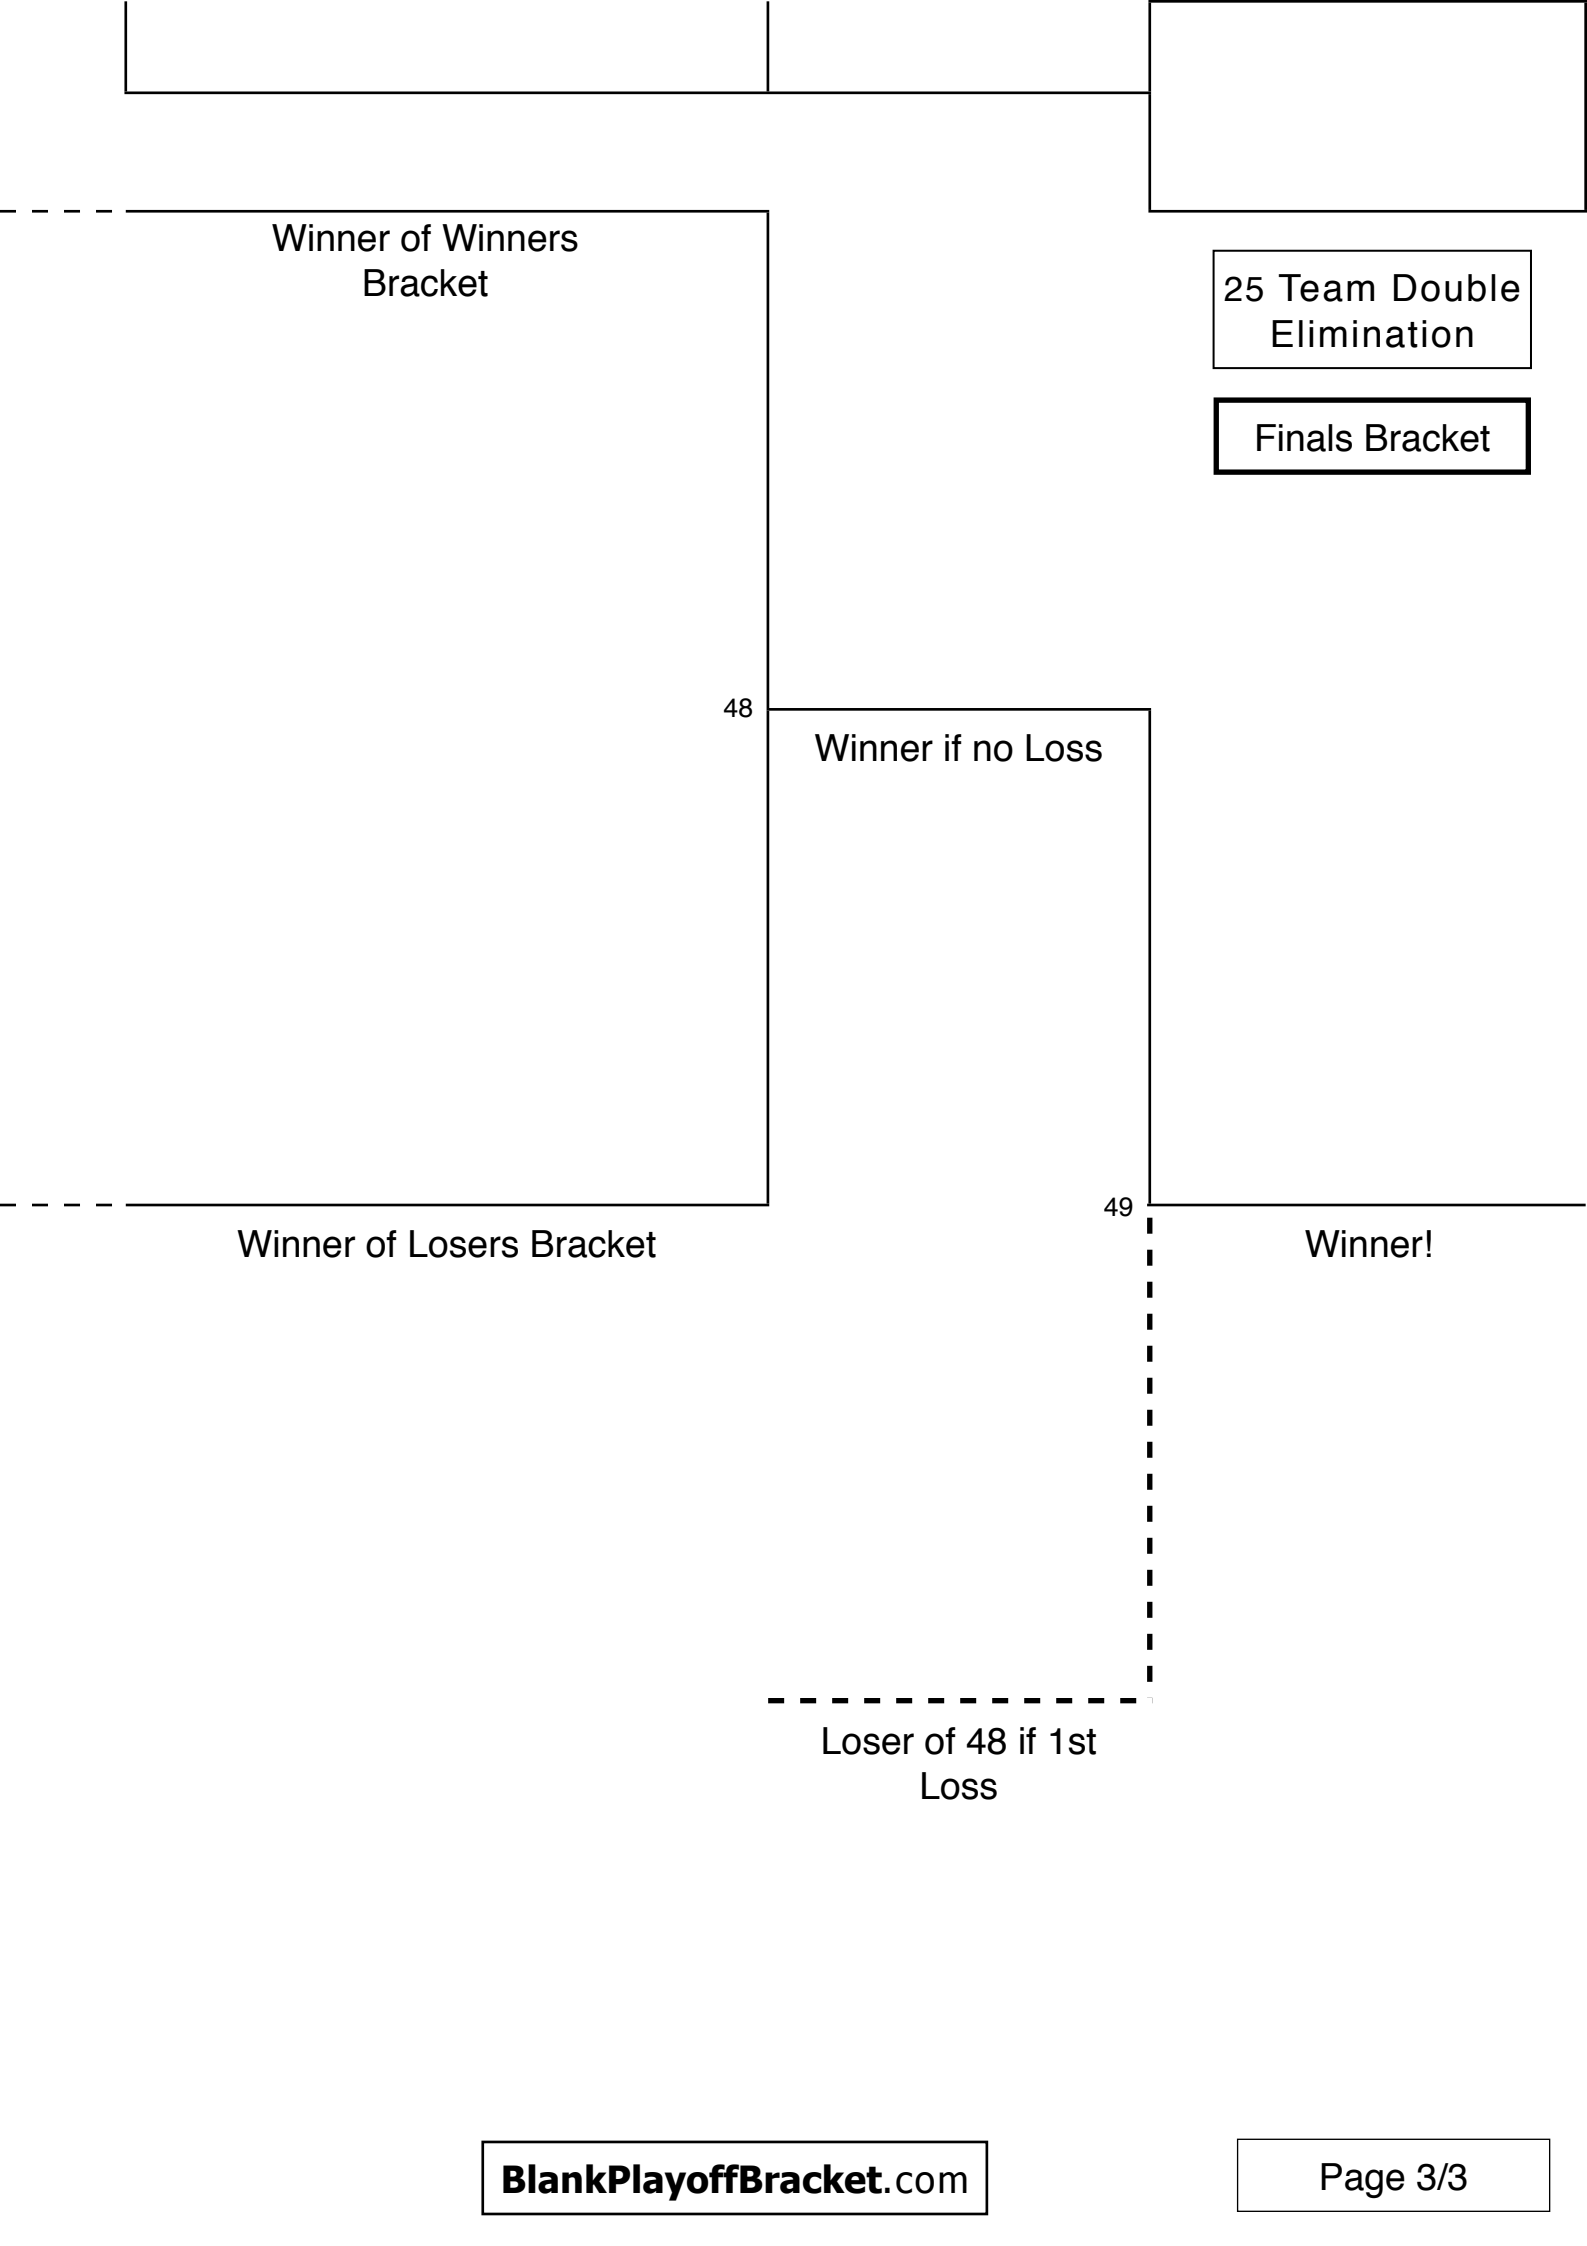 Winner of Winners
Bracket
25 Team Double
Elimination
Finals Bracket
48
Winner if no Loss
49
Winner of Losers Bracket
Winner!
Loser of 48 if 1st
Loss
BlankPlayoffBracket.com
Page 3/3